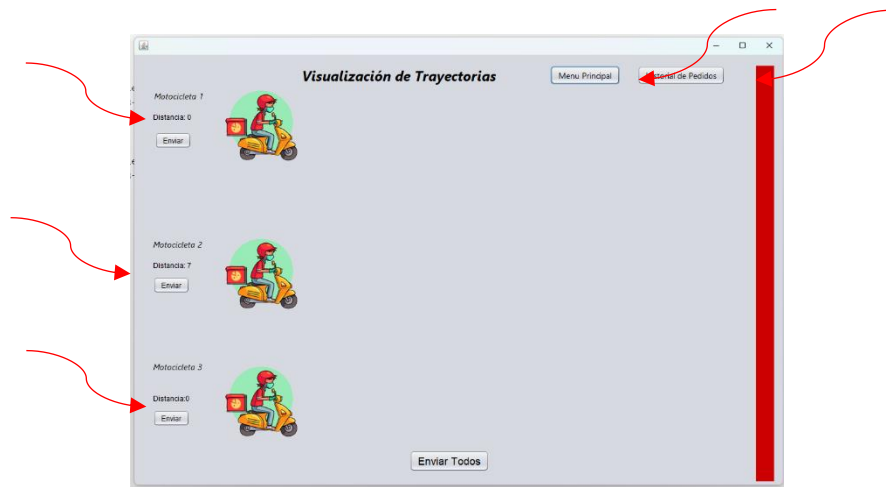 Visualización de Trayectorias
Menu Principal
Historial de Pedidos
Motocicleta 1
Distancia: 0
Enviar
Motocicleta 2
Distancia: 7
Enviar
Motocicleta 3
Distancia:0
Enviar
Enviar Todos